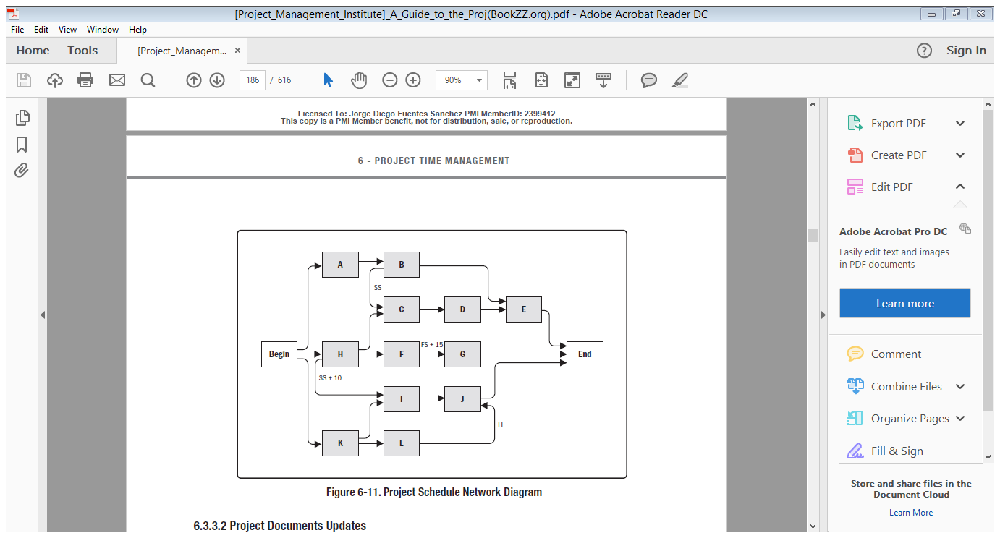 [Project_Management_Institute]_A_Guide_to_the_Proj(BookZZ.org).pdf - Adobe Acrobat Reader DC
File Edit View Window Help
Home Tools [Project_Managem... × ? Sign In
186 / 616 90%
Licensed To: Jorge Diego Fuentes Sanchez PMI MemberID: 2399412
This copy is a PMI Member benefit, not for distribution, sale, or reproduction.
6 - PROJECT TIME MANAGEMENT
A B
SS
C D E
FS + 15
Begin H F G End
SS + 10
I J
FF
K L
Figure 6-11. Project Schedule Network Diagram
6.3.3.2 Project Documents Updates
Export PDF
Create PDF
Edit PDF
Adobe Acrobat Pro DC
Easily edit text and images
in PDF documents
Learn more
Comment
Combine Files
Organize Pages
Fill & Sign
Store and share files in the
Document Cloud
Learn More